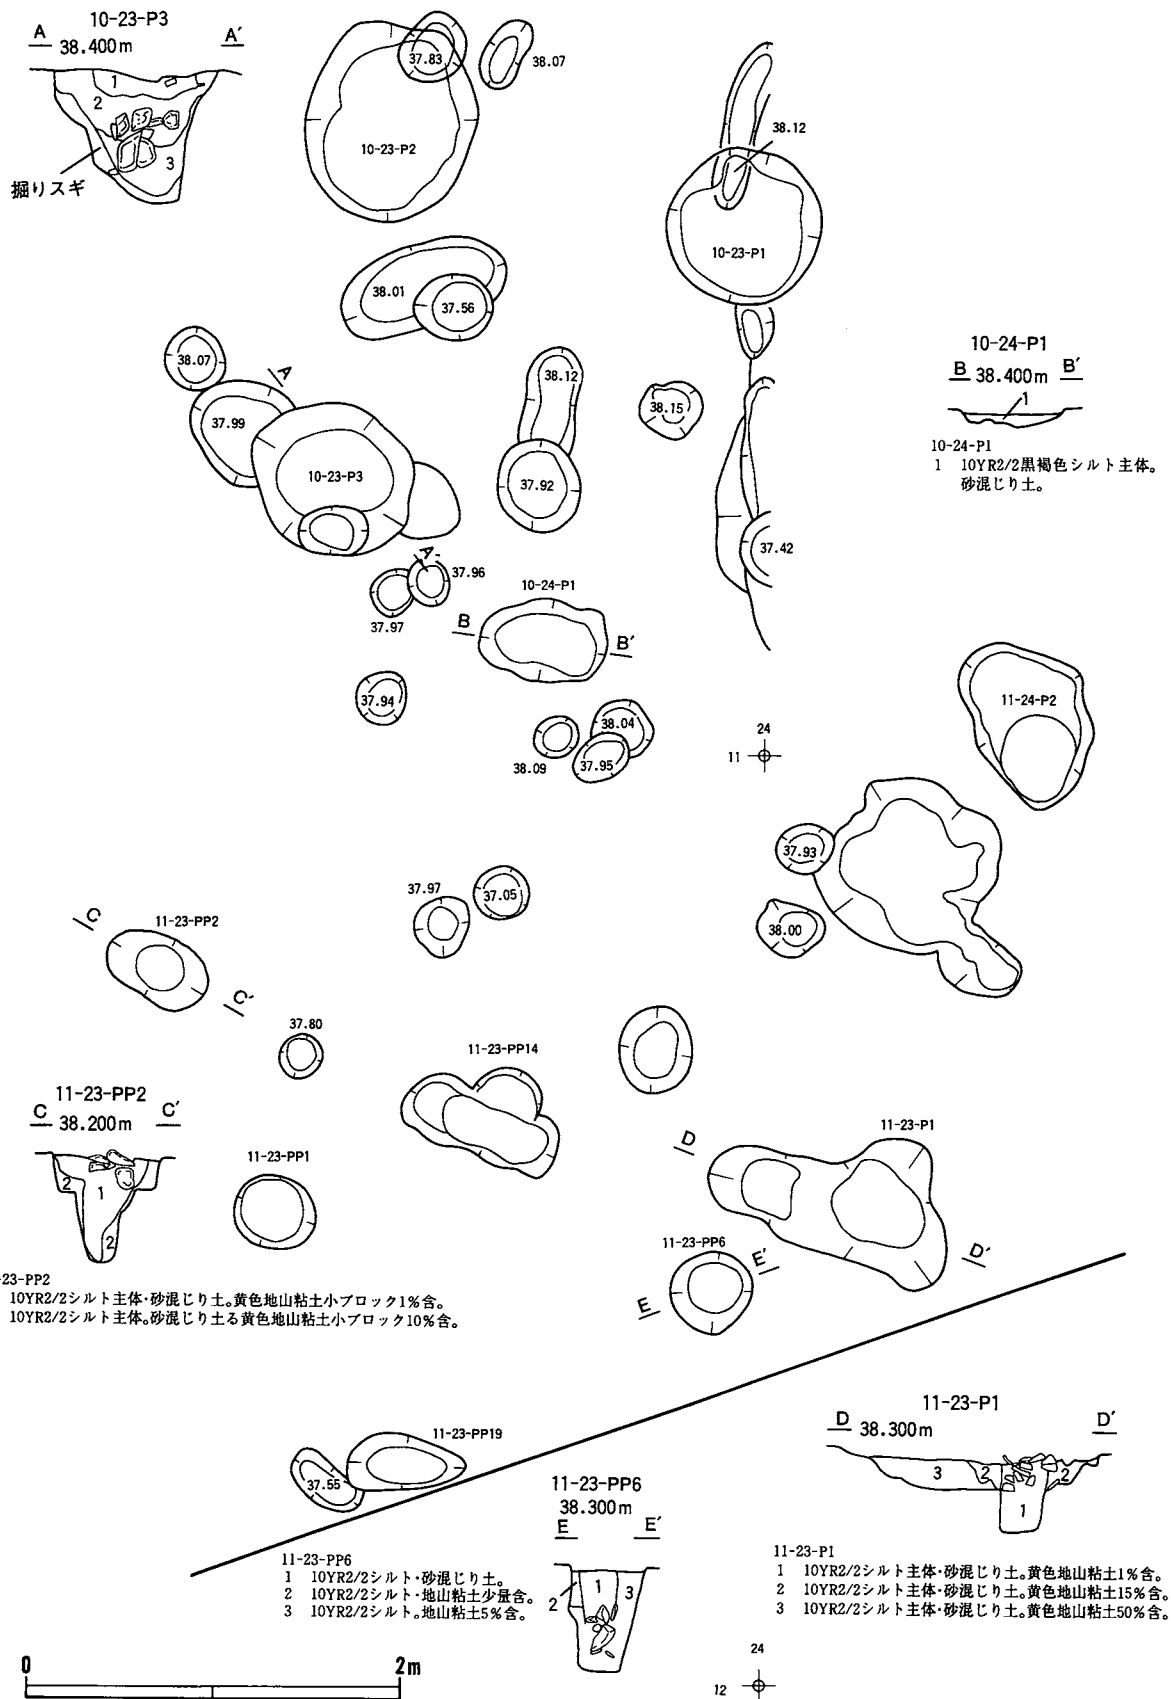 10-23-P3
A 38.400m A′
1
2
3
掘りスギ
37.83
38.07
10-23-P2
38.12
10-23-P1
38.01
37.56
38.07
A
37.99
10-23-P3
38.12
37.92
38.15
37.42
10-24-P1
B 38.400m B′
1
10-24-P1
1 10YR2/2黒褐色シルト主体。
砂混じり土。
A′
37.96
37.97
10-24-P1
B
B′
37.94
38.04
38.09
37.95
24
11
11-24-P2
37.93
38.00
37.97
37.05
C
11-23-PP2
C′
37.80
11-23-PP14
11-23-PP2
C 38.200m C′
2
1
2
11-23-PP1
D
11-23-P1
D′
11-23-PP6
E′
E
-23-PP2
10YR2/2シルト主体・砂混じり土。黄色地山粘土小ブロック1%含。
10YR2/2シルト主体。砂混じり土る黄色地山粘土小ブロック10%含。
11-23-PP19
37.55
11-23-PP6
38.300m
E E′
1
2
3
11-23-PP6
1 10YR2/2シルト・砂混じり土。
2 10YR2/2シルト・地山粘土少量含。
3 10YR2/2シルト。地山粘土5%含。
11-23-P1
D 38.300m D′
3
2
2
1
11-23-P1
1 10YR2/2シルト主体・砂混じり土。黄色地山粘土1%含。
2 10YR2/2シルト主体・砂混じり土。黄色地山粘土15%含。
3 10YR2/2シルト主体・砂混じり土。黄色地山粘土50%含。
0 2m
24
12